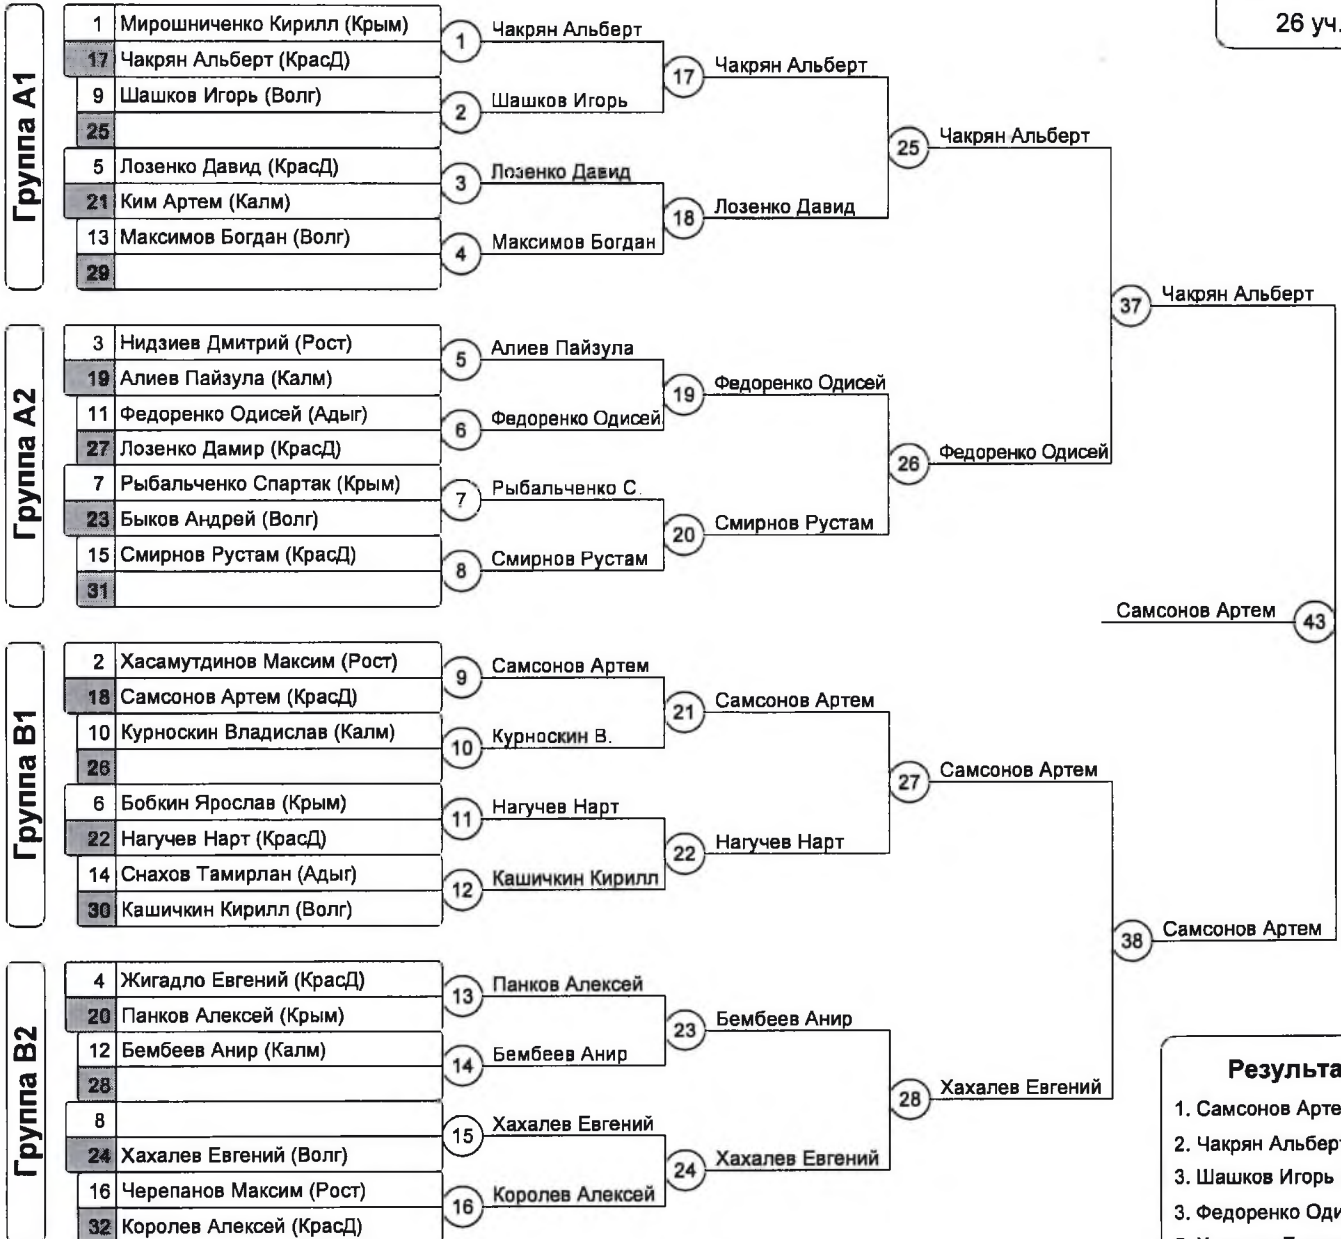 26 уч.
Группа A1
1 Мирошниченко Кирилл (Крым)
17 Чакрян Альберт (КрасД)
9 Шашков Игорь (Волг)
25
5 Лозенко Давид (КрасД)
21 Ким Артем (Калм)
13 Максимов Богдан (Волг)
29
1 Чакрян Альберт
2 Шашков Игорь
3 Лозенко Давид
4 Максимов Богдан
17 Чакрян Альберт
18 Лозенко Давид
25 Чакрян Альберт
Группа A2
3 Нидзиев Дмитрий (Рост)
19 Алиев Пайзула (Калм)
11 Федоренко Одисей (Адыг)
27 Лозенко Дамир (КрасД)
7 Рыбальченко Спартак (Крым)
23 Быков Андрей (Волг)
15 Смирнов Рустам (КрасД)
31
5 Алиев Пайзула
6 Федоренко Одисей
7 Рыбальченко С.
8 Смирнов Рустам
19 Федоренко Одисей
20 Смирнов Рустам
26 Федоренко Одисей
37 Чакрян Альберт
Самсонов Артем 43
Группа B1
2 Хасамутдинов Максим (Рост)
18 Самсонов Артем (КрасД)
10 Курноскин Владислав (Калм)
26
6 Бобкин Ярослав (Крым)
22 Нагучев Нарт (КрасД)
14 Снахов Тамирлан (Адыг)
30 Кашичкин Кирилл (Волг)
9 Самсонов Артем
10 Курноскин В.
11 Нагучев Нарт
12 Кашичкин Кирилл
21 Самсонов Артем
22 Нагучев Нарт
27 Самсонов Артем
38 Самсонов Артем
Группа B2
4 Жигадло Евгений (КрасД)
20 Панков Алексей (Крым)
12 Бембеев Анир (Калм)
28
8
24 Хахалев Евгений (Волг)
16 Черепанов Максим (Рост)
32 Королев Алексей (КрасД)
13 Панков Алексей
14 Бембеев Анир
15 Хахалев Евгений
16 Королев Алексей
23 Бембеев Анир
24 Хахалев Евгений
28 Хахалев Евгений
Результа
1. Самсонов Арте
2. Чакрян Альбер
3. Шашков Игорь
3. Федоренко Оди